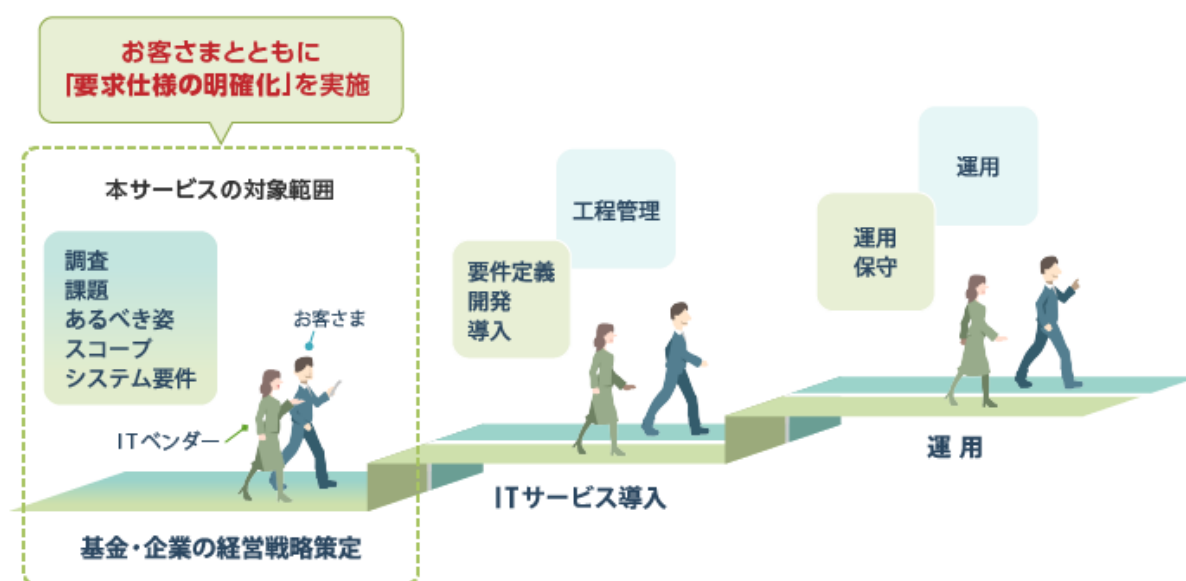 お客さまとともに
「要求仕様の明確化」を実施
本サービスの対象範囲
調査
課題
あるべき姿
スコープ
システム要件
お客さま
ITベンダー
基金・企業の経営戦略策定
工程管理
要件定義
開発
導入
ITサービス導入
運用
運用
保守
運用